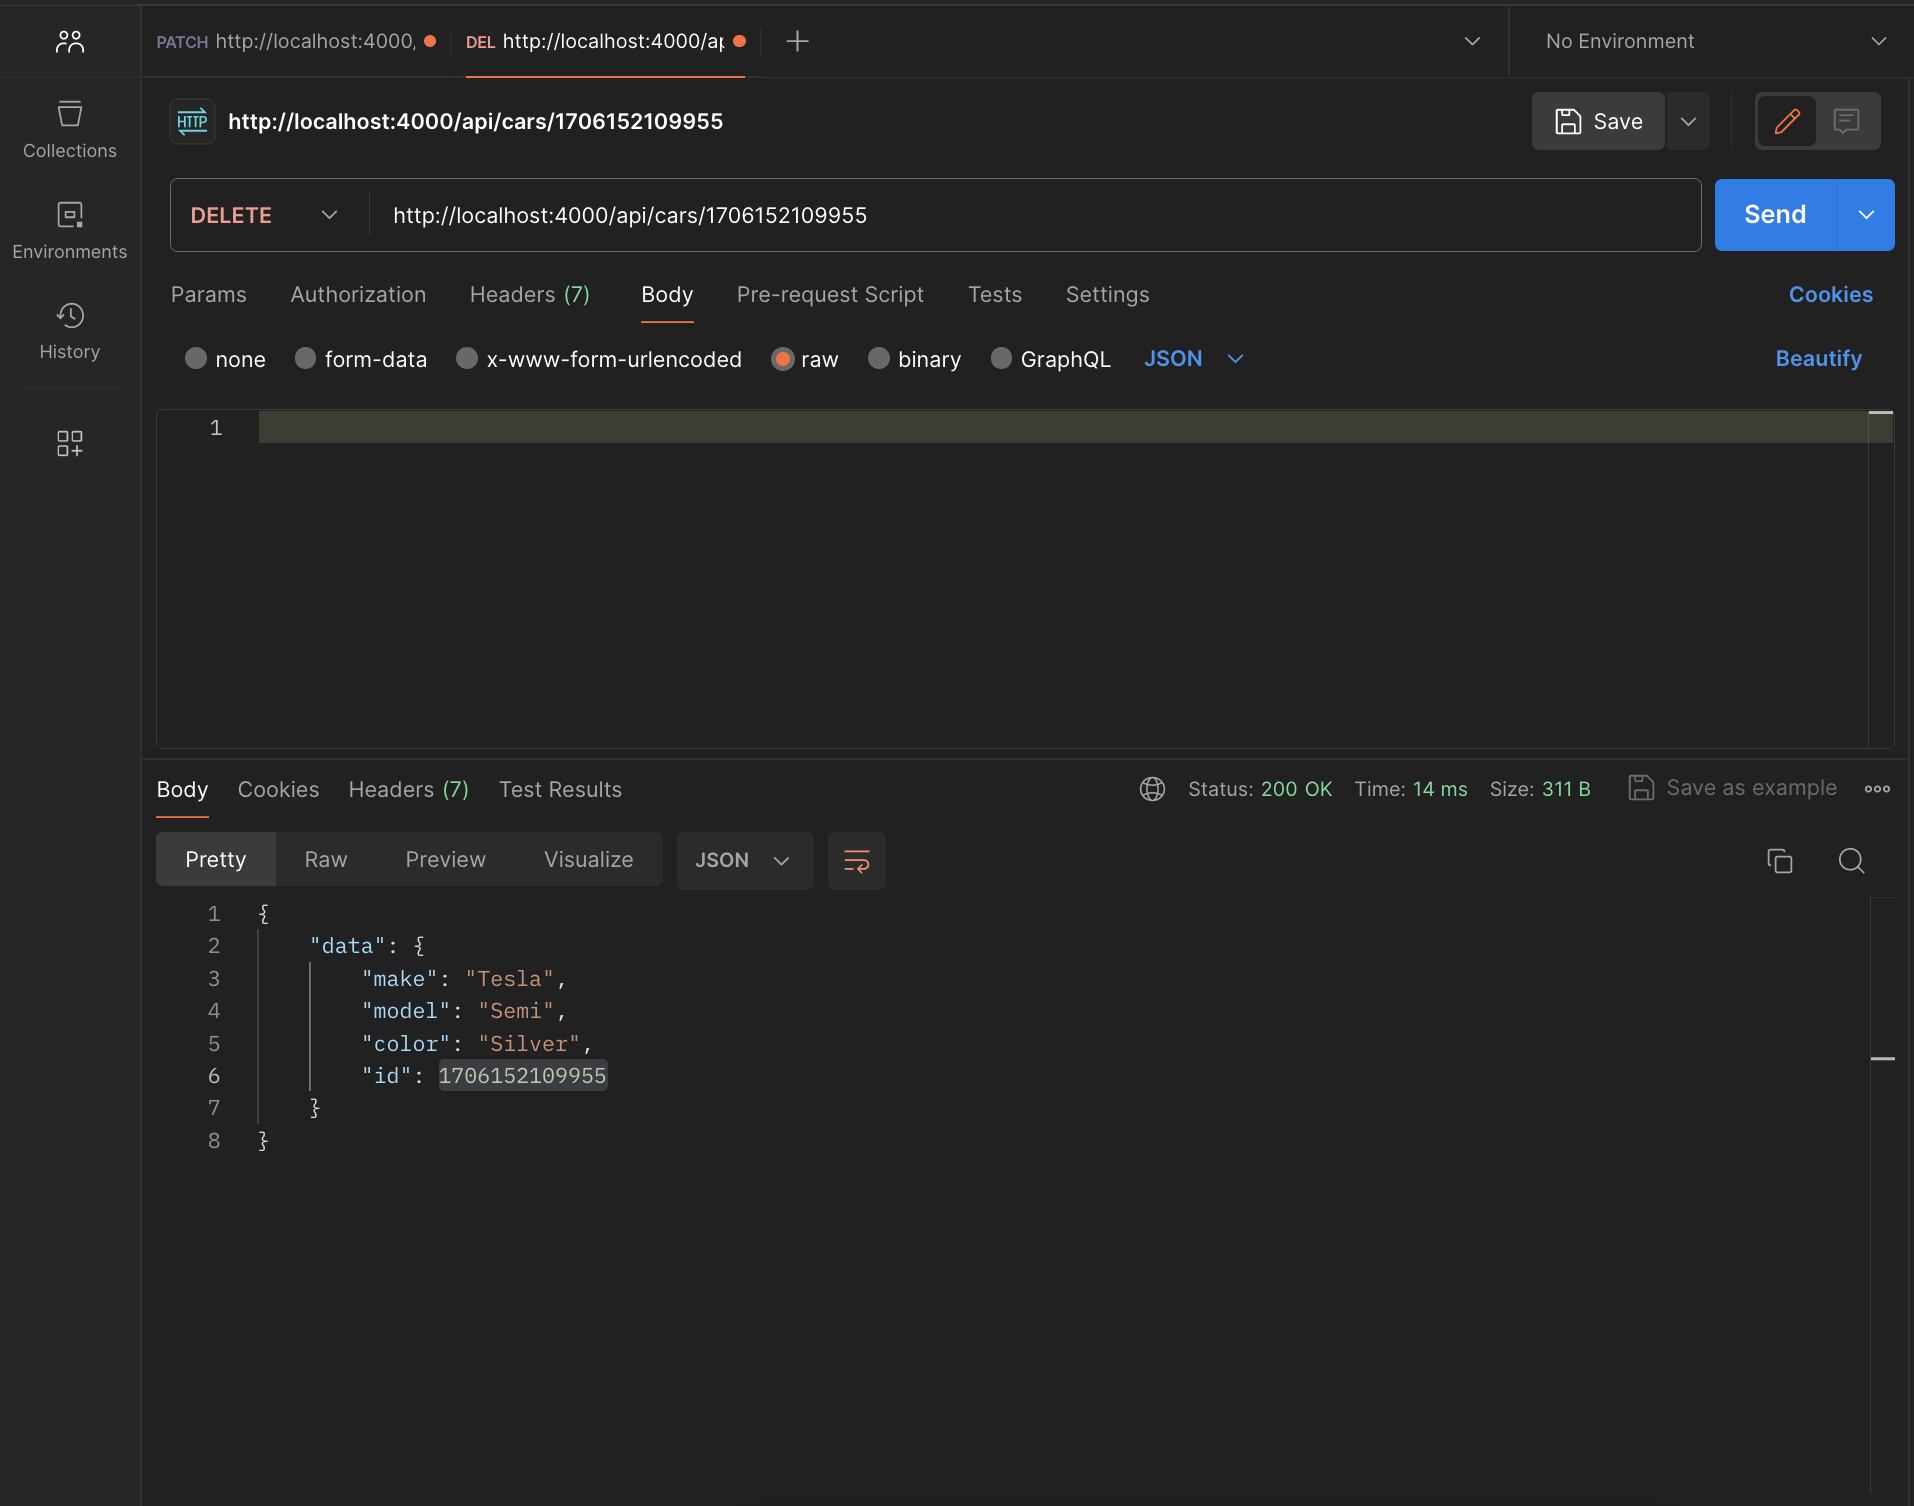 PATCH http://localhost:4000, DEL http://localhost:4000/ap No Environment
Collections
Environments
History
HTTP http://localhost:4000/api/cars/1706152109955 Save
DELETE http://localhost:4000/api/cars/1706152109955 Send
Params Authorization Headers (7) Body Pre-request Script Tests Settings Cookies
none form-data x-www-form-urlencoded raw binary GraphQL JSON Beautify
1
Body Cookies Headers (7) Test Results Status: 200 OK Time: 14 ms Size: 311 B Save as example
Pretty Raw Preview Visualize JSON
1 {
2 "data": {
3 "make": "Tesla",
4 "model": "Semi",
5 "color": "Silver",
6 "id": 1706152109955
7 }
8 }